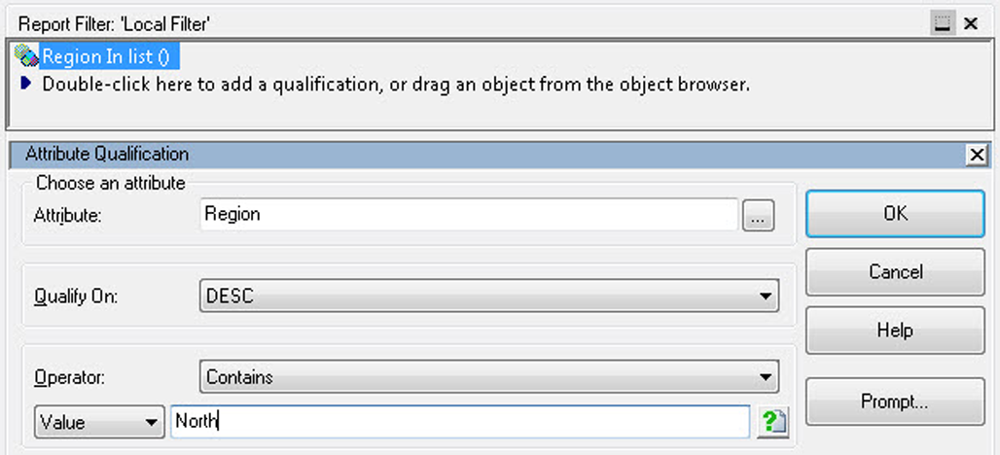 Report Filter: 'Local Filter'
Region In list ()
Double-click here to add a qualification, or drag an object from the object browser.
Attribute Qualification
Choose an attribute
Attribute:
Region
...
OK
Qualify On:
DESC
Cancel
Help
Operator:
Contains
Prompt...
Value
North